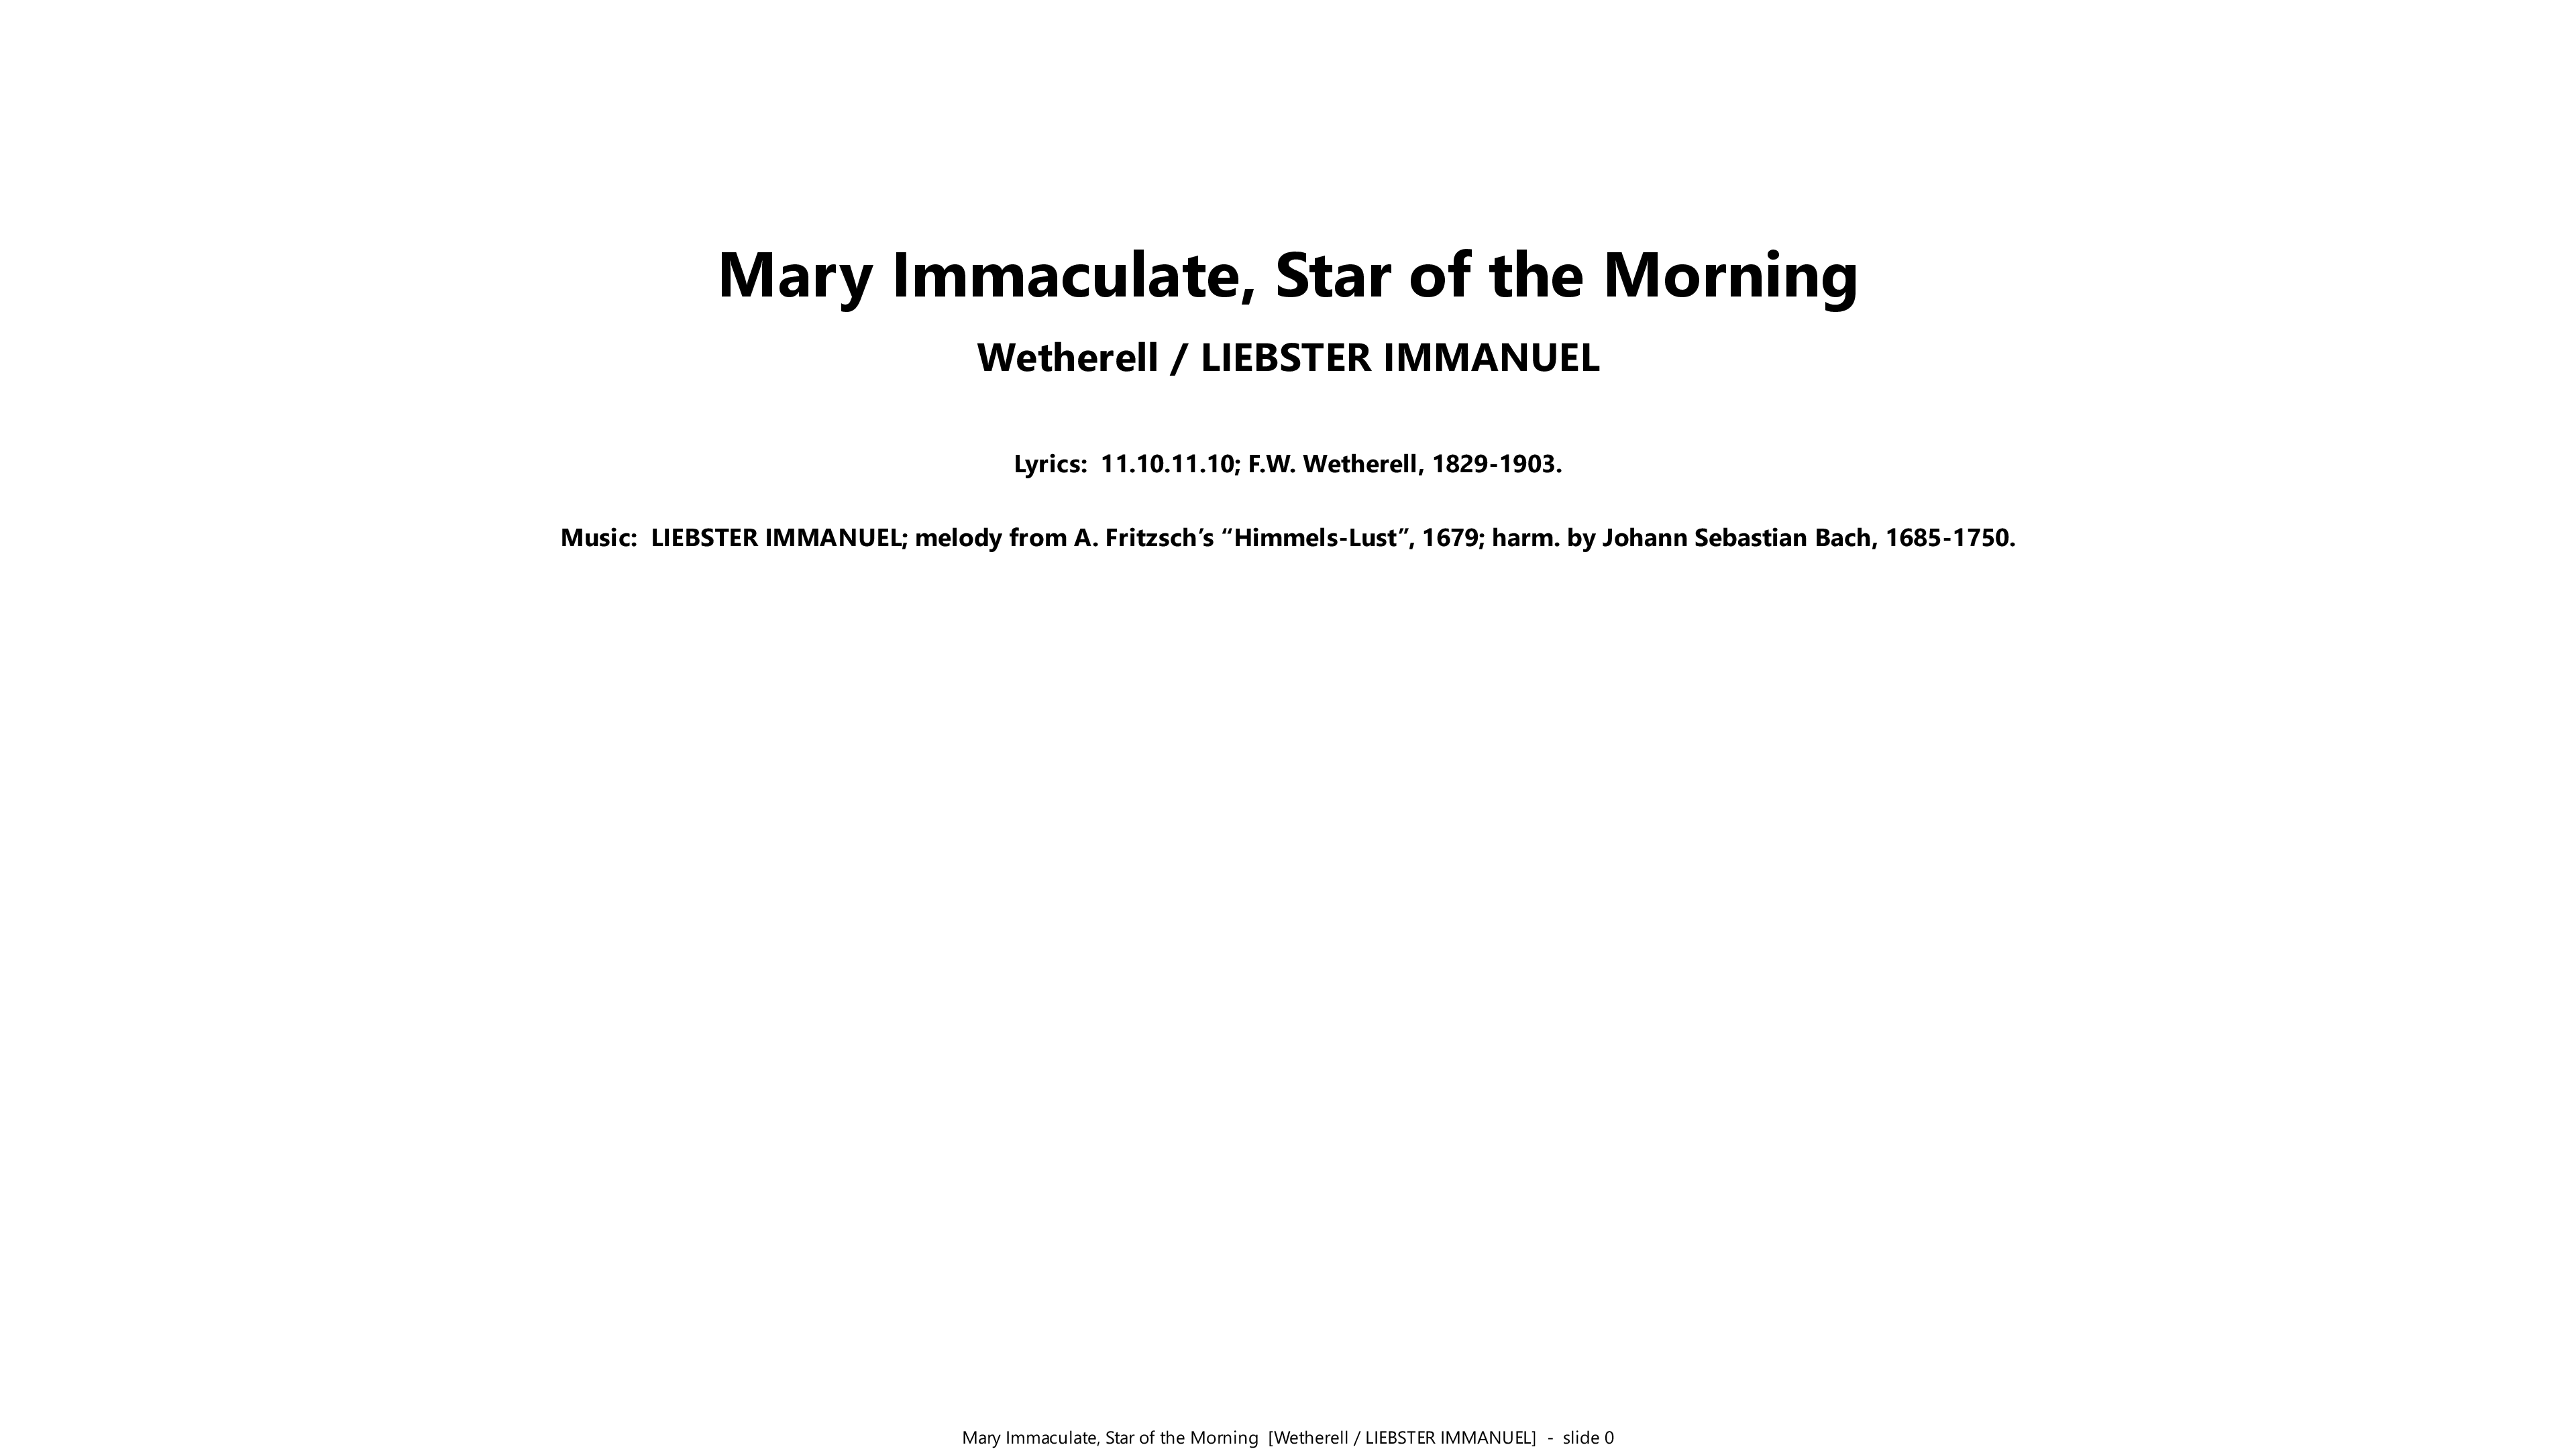 Mary Immaculate, Star of the Morning
Wetherell / LIEBSTER IMMANUEL
Lyrics:  11.10.11.10; F.W. Wetherell, 1829-1903.
Music:  LIEBSTER IMMANUEL; melody from A. Fritzsch’s “Himmels-Lust”, 1679; harm. by Johann Sebastian Bach, 1685-1750.
Mary Immaculate, Star of the Morning  [Wetherell / LIEBSTER IMMANUEL]  -  slide 0